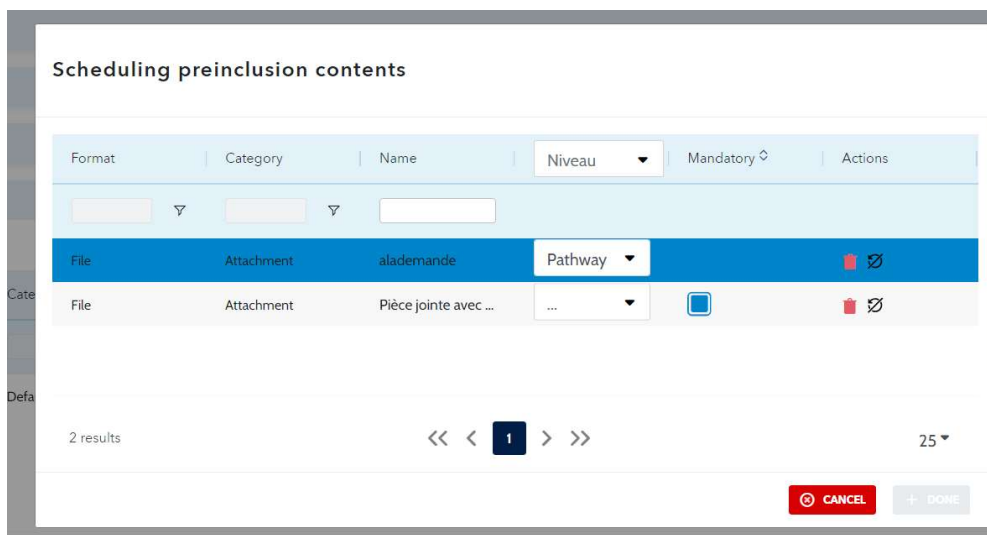 Scheduling preinclusion contents
Format Category Name Niveau Mandatory Actions
File Attachment alademande Pathway
Cate
File Attachment Pièce jointe avec ... ...
Defa
2 results << < 1 > >> 25
CANCEL + DONE